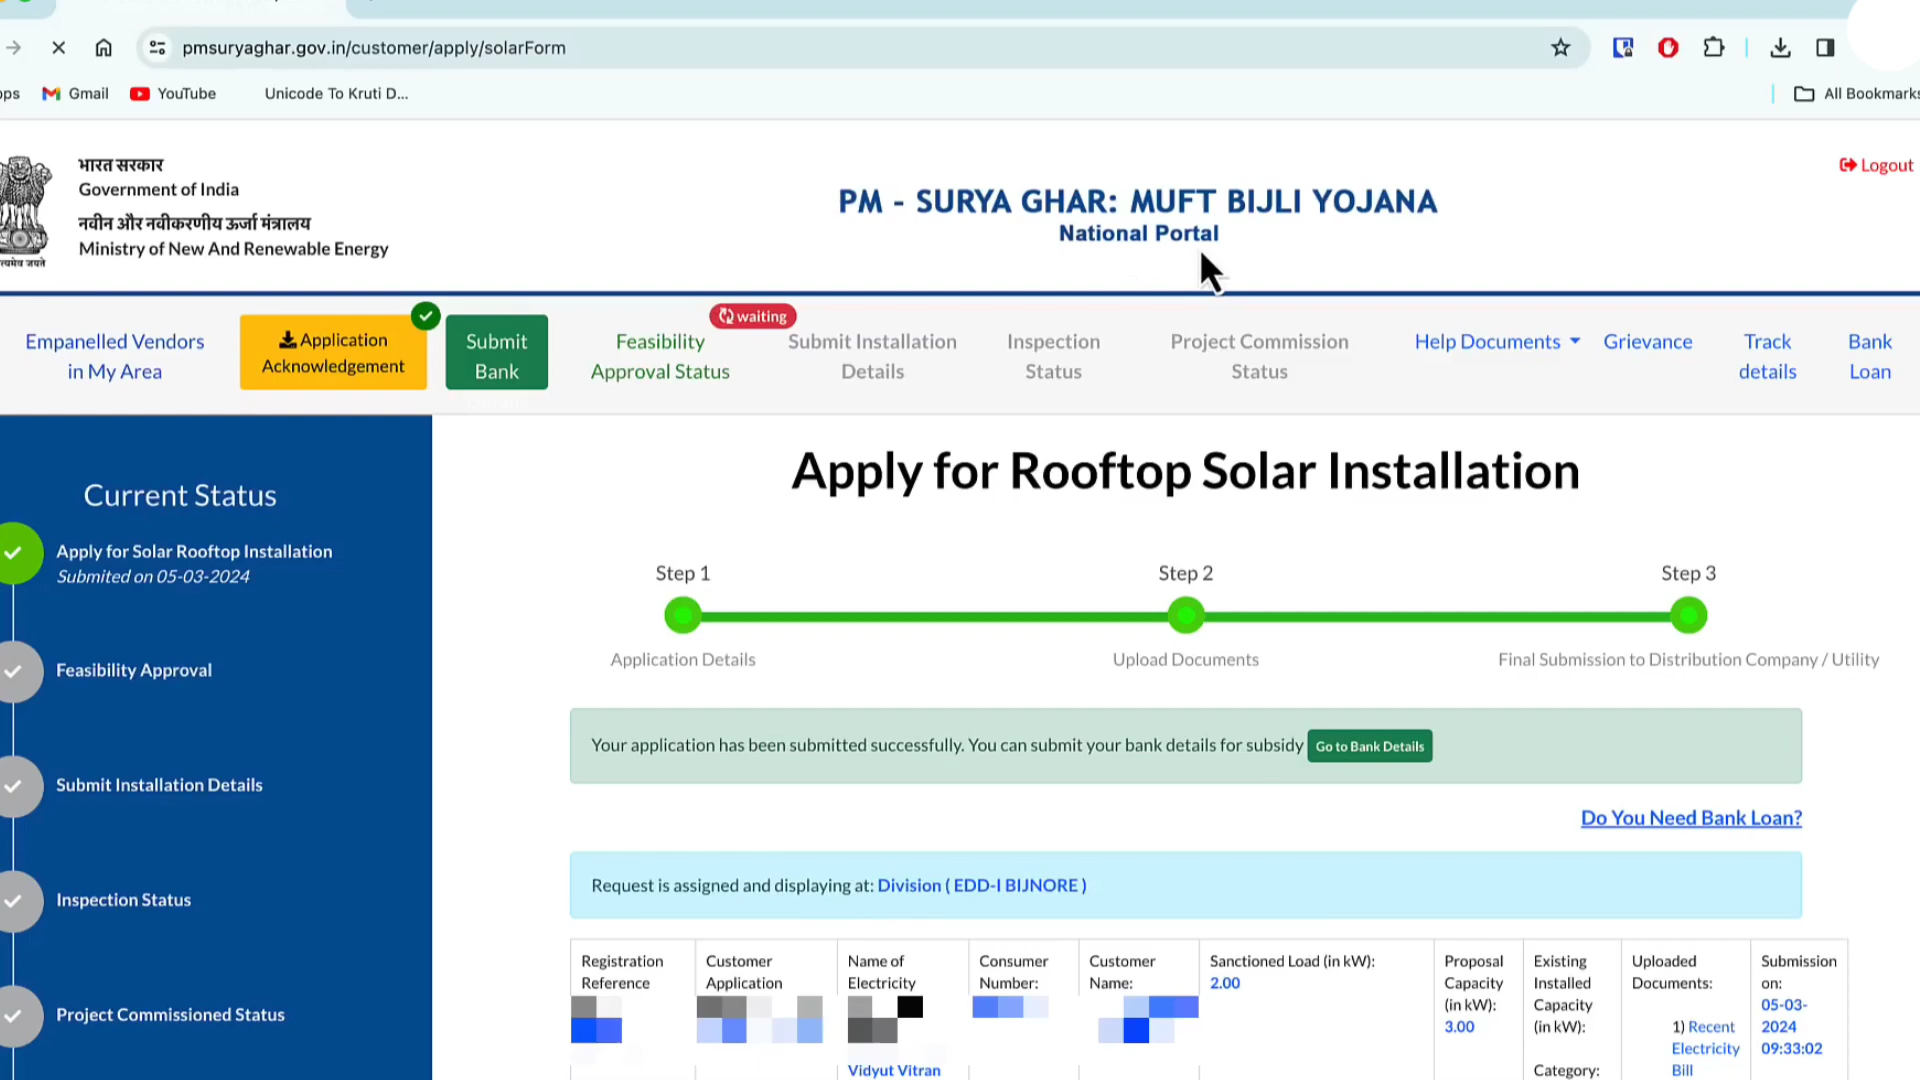 pmsuryaghar.gov.in/customer/apply/solarForm
Gmail YouTube Unicode To Kruti D... All Bookmarks
भारत सरकार
Government of India
नवीन और नवीकरणीय ऊर्जा मंत्रालय
Ministry of New And Renewable Energy
PM - SURYA GHAR: MUFT BIJLI YOJANA
National Portal
Logout
Empanelled Vendors
in My Area
Application
Acknowledgement
Submit
Bank
waiting
Feasibility
Approval Status
Submit Installation
Details
Inspection
Status
Project Commission
Status
Help Documents
Grievance
Track
details
Bank
Loan
Current Status
Apply for Solar Rooftop Installation
Submited on 05-03-2024
Feasibility Approval
Submit Installation Details
Inspection Status
Project Commissioned Status
Apply for Rooftop Solar Installation
Step 1 Step 2 Step 3
Application Details Upload Documents Final Submission to Distribution Company / Utility
Your application has been submitted successfully. You can submit your bank details for subsidy Go to Bank Details
Do You Need Bank Loan?
Request is assigned and displaying at: Division ( EDD-I BIJNORE )
Registration
Reference
Customer
Application
Name of
Electricity
Vidyut Vitran
Consumer
Number:
Customer
Name:
Sanctioned Load (in kW):
2.00
Proposal
Capacity
(in kW):
3.00
Existing
Installed
Capacity
(in kW):
Category:
Uploaded
Documents:
1) Recent
Electricity
Bill
Submission
on:
05-03-
2024
09:33:02